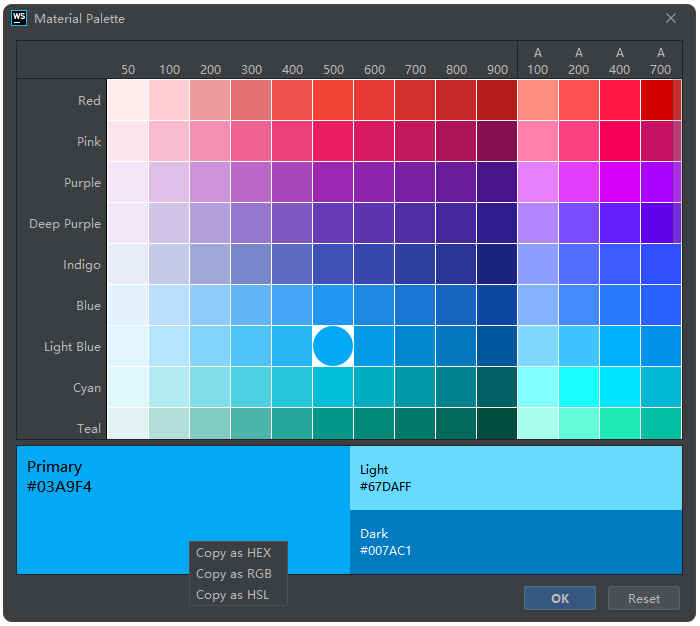 WS Material Palette
A A A A
50 100 200 300 400 500 600 700 800 900 100 200 400 700
Red
Pink
Purple
Deep Purple
Indigo
Blue
Light Blue
Cyan
Teal
Primary
#03A9F4
Light
#67DAFF
Dark
#007AC1
Copy as HEX
Copy as RGB
Copy as HSL
OK Reset